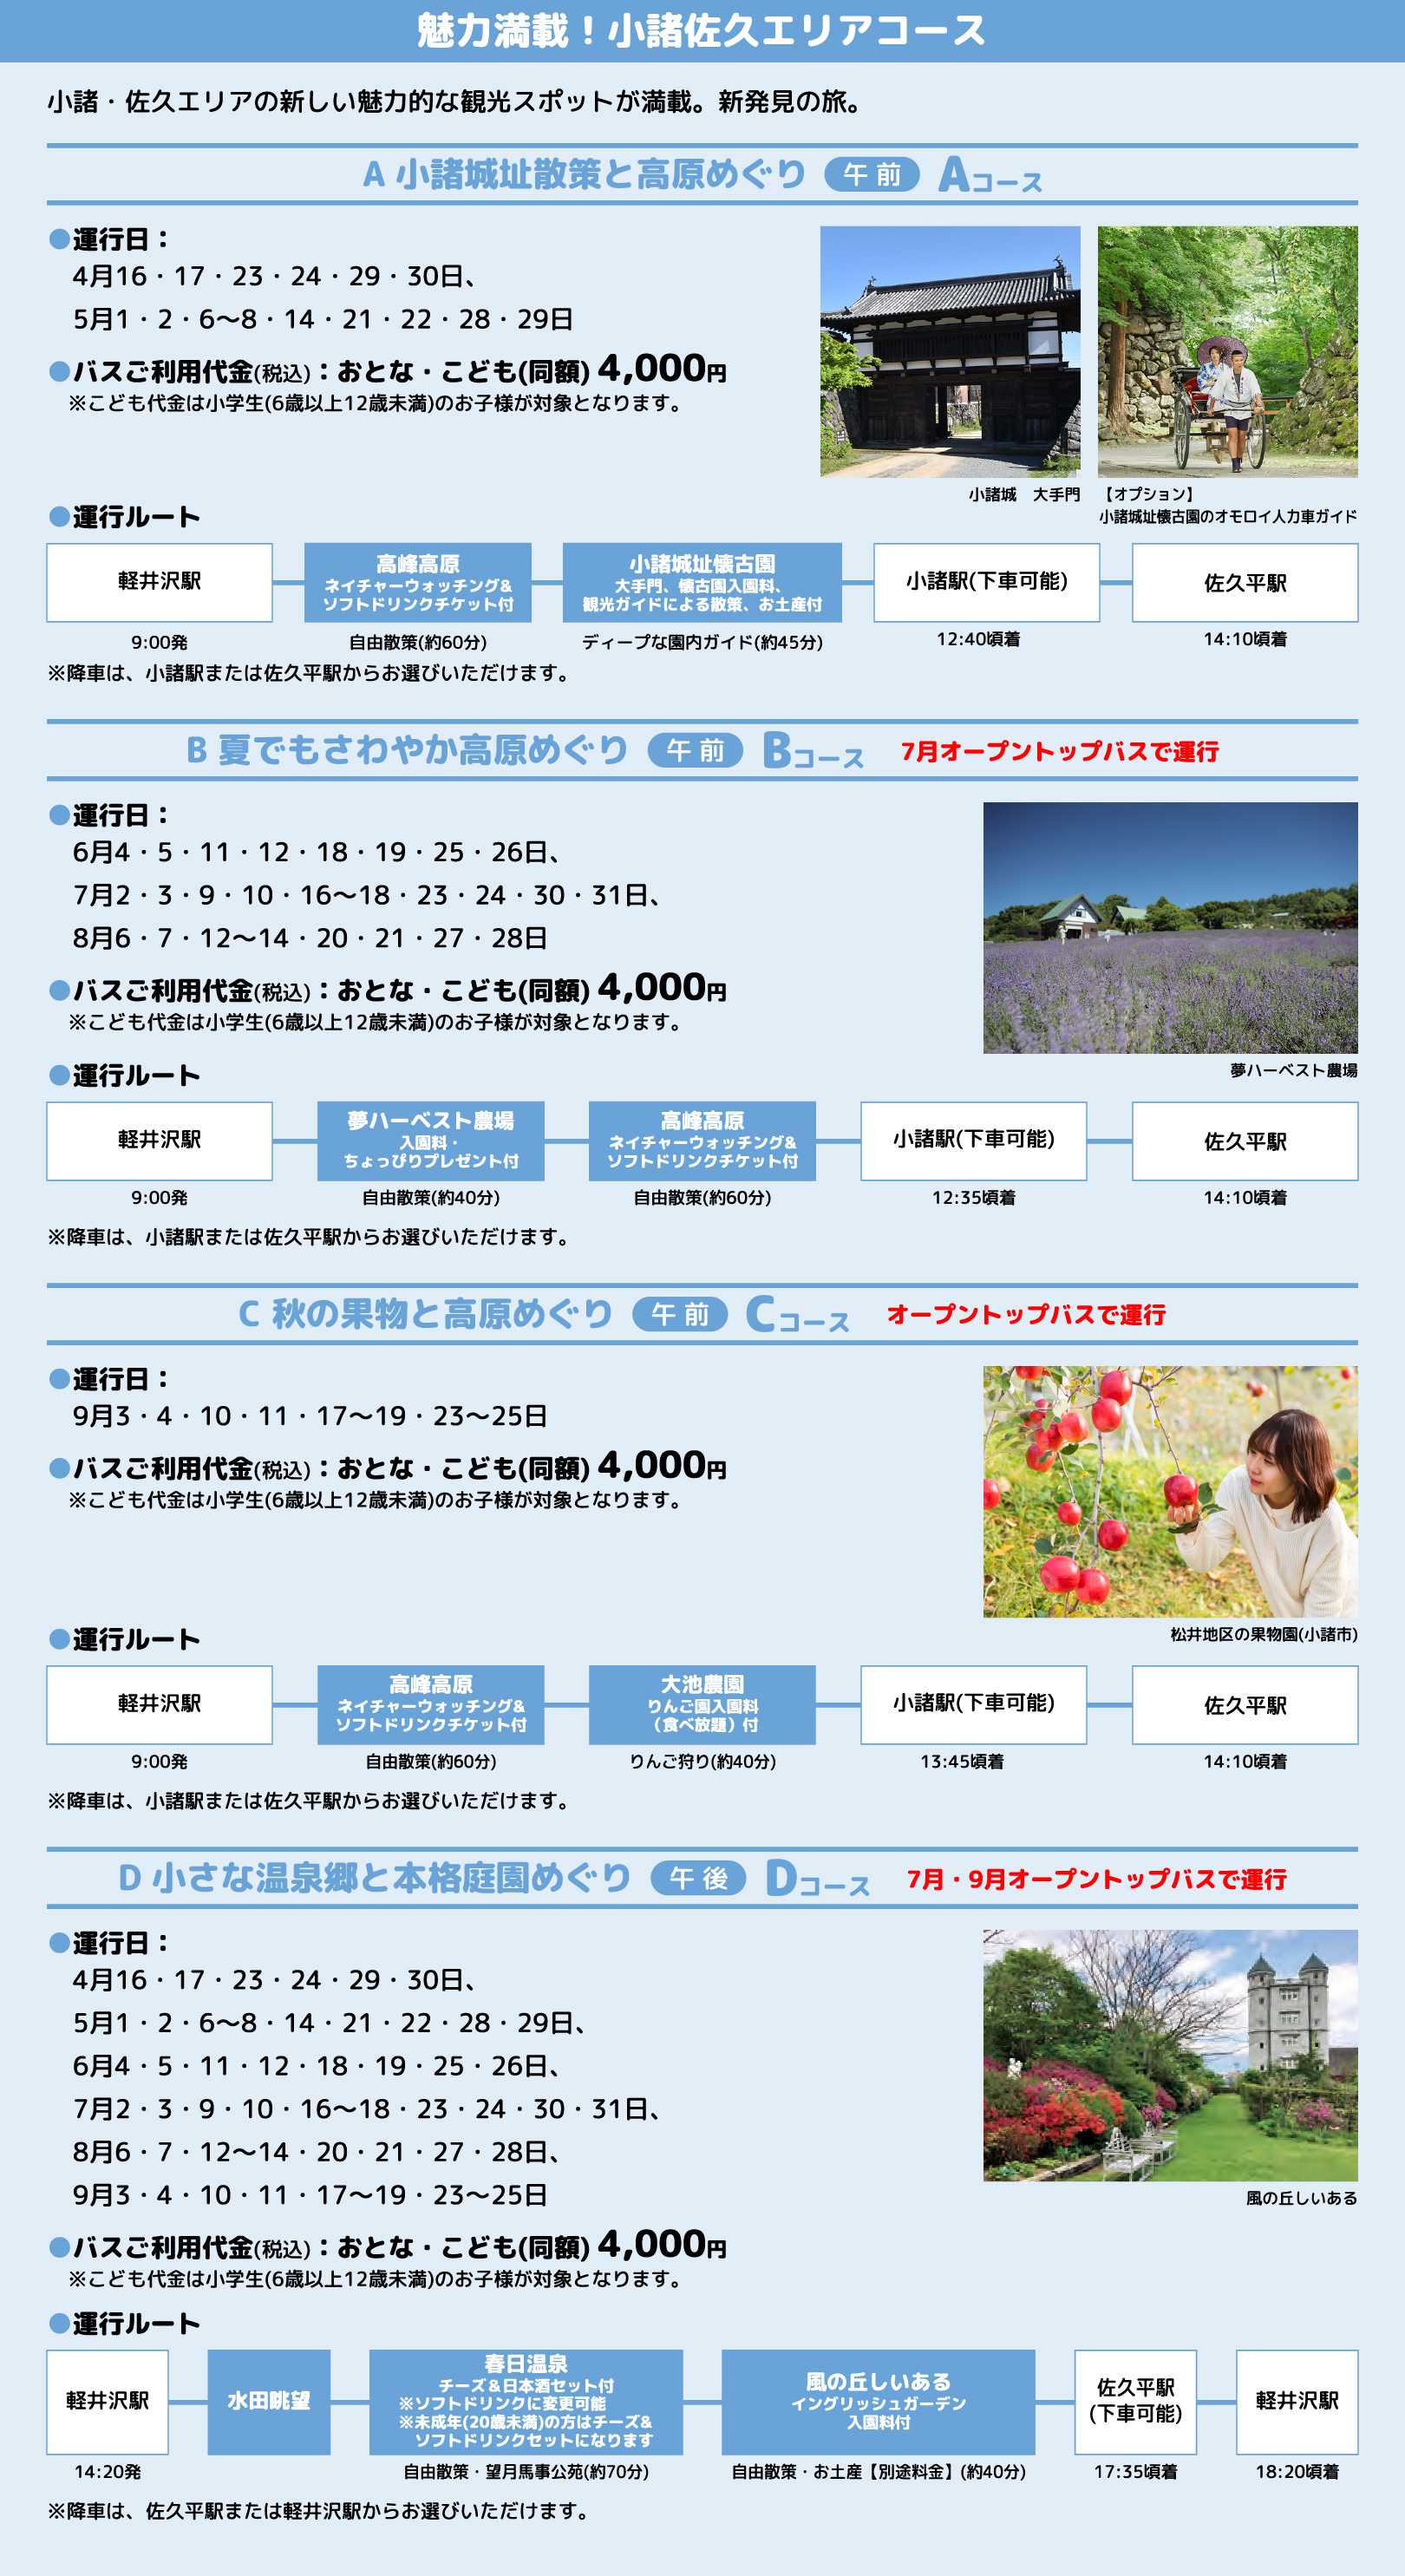 魅力満載！小諸佐久エリアコース
小諸・佐久エリアの新しい魅力的な観光スポットが満載。新発見の旅。
A 小諸城址散策と高原めぐり 午前 Aコース
●運行日：
4月16・17・23・24・29・30日、
5月1・2・6〜8・14・21・22・28・29日
●バスご利用代金(税込)：おとな・こども(同額) 4,000円
※こども代金は小学生(6歳以上12歳未満)のお子様が対象となります。
小諸城　大手門
【オプション】
小諸城址懐古園のオモロイ人力車ガイド
●運行ルート
軽井沢駅
9:00発
高峰高原
ネイチャーウォッチング&
ソフトドリンクチケット付
自由散策(約60分)
小諸城址懐古園
大手門、懐古園入園料、
観光ガイドによる散策、お土産付
ディープな園内ガイド(約45分)
小諸駅(下車可能)
12:40頃着
佐久平駅
14:10頃着
※降車は、小諸駅または佐久平駅からお選びいただけます。
B 夏でもさわやか高原めぐり 午前 Bコース 7月オープントップバスで運行
●運行日：
6月4・5・11・12・18・19・25・26日、
7月2・3・9・10・16〜18・23・24・30・31日、
8月6・7・12〜14・20・21・27・28日
●バスご利用代金(税込)：おとな・こども(同額) 4,000円
※こども代金は小学生(6歳以上12歳未満)のお子様が対象となります。
夢ハーベスト農場
●運行ルート
軽井沢駅
9:00発
夢ハーベスト農場
入園料・
ちょっぴりプレゼント付
自由散策(約40分)
高峰高原
ネイチャーウォッチング&
ソフトドリンクチケット付
自由散策(約60分)
小諸駅(下車可能)
12:35頃着
佐久平駅
14:10頃着
※降車は、小諸駅または佐久平駅からお選びいただけます。
C 秋の果物と高原めぐり 午前 Cコース オープントップバスで運行
●運行日：
9月3・4・10・11・17〜19・23〜25日
●バスご利用代金(税込)：おとな・こども(同額) 4,000円
※こども代金は小学生(6歳以上12歳未満)のお子様が対象となります。
松井地区の果物園(小諸市)
●運行ルート
軽井沢駅
9:00発
高峰高原
ネイチャーウォッチング&
ソフトドリンクチケット付
自由散策(約60分)
大池農園
りんご園入園料
（食べ放題）付
りんご狩り(約40分)
小諸駅(下車可能)
13:45頃着
佐久平駅
14:10頃着
※降車は、小諸駅または佐久平駅からお選びいただけます。
D 小さな温泉郷と本格庭園めぐり 午後 Dコース 7月・9月オープントップバスで運行
●運行日：
4月16・17・23・24・29・30日、
5月1・2・6〜8・14・21・22・28・29日、
6月4・5・11・12・18・19・25・26日、
7月2・3・9・10・16〜18・23・24・30・31日、
8月6・7・12〜14・20・21・27・28日、
9月3・4・10・11・17〜19・23〜25日
●バスご利用代金(税込)：おとな・こども(同額) 4,000円
※こども代金は小学生(6歳以上12歳未満)のお子様が対象となります。
風の丘しいある
●運行ルート
軽井沢駅
14:20発
水田眺望
春日温泉
チーズ＆日本酒セット付
※ソフトドリンクに変更可能
※未成年(20歳未満)の方はチーズ&
ソフトドリンクセットになります
自由散策・望月馬事公苑(約70分)
風の丘しいある
イングリッシュガーデン
入園料付
自由散策・お土産【別途料金】(約40分)
佐久平駅
(下車可能)
17:35頃着
軽井沢駅
18:20頃着
※降車は、佐久平駅または軽井沢駅からお選びいただけます。